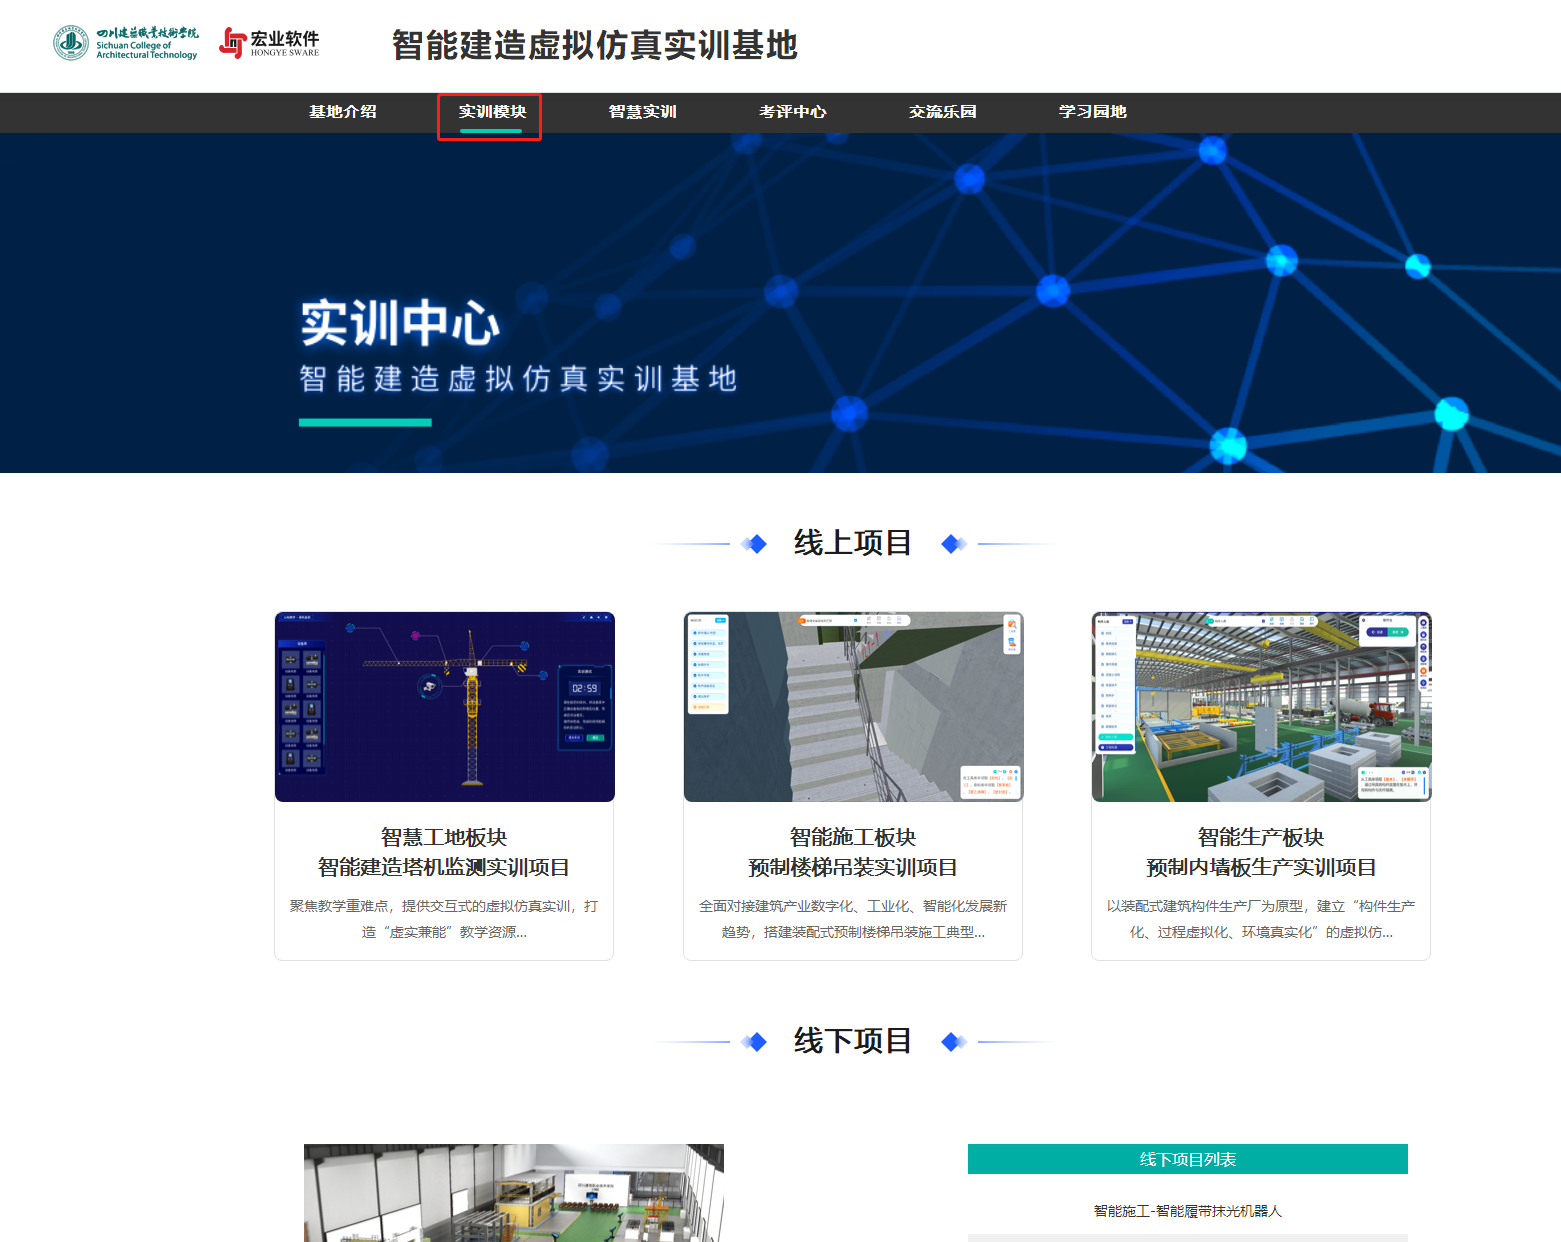 四川建築職業技術學院
Sichuan College of
Architectural Technology
宏业软件
HONGYE SWARE
智能建造虚拟仿真实训基地
基地介绍
实训模块
智慧实训
考评中心
交流乐园
学习园地
实训中心
智能建造虚拟仿真实训基地
线上项目
02:59
智慧工地板块
智能建造塔机监测实训项目
聚焦教学重难点，提供交互式的虚拟仿真实训，打
造“虚实兼能”教学资源...
智能施工板块
预制楼梯吊装实训项目
全面对接建筑产业数字化、工业化、智能化发展新
趋势，搭建装配式预制楼梯吊装施工典型...
智能生产板块
预制内墙板生产实训项目
以装配式建筑构件生产厂为原型，建立“构件生产
化、过程虚拟化、环境真实化”的虚拟仿...
线下项目
线下项目列表
智能施工-智能履带抹光机器人